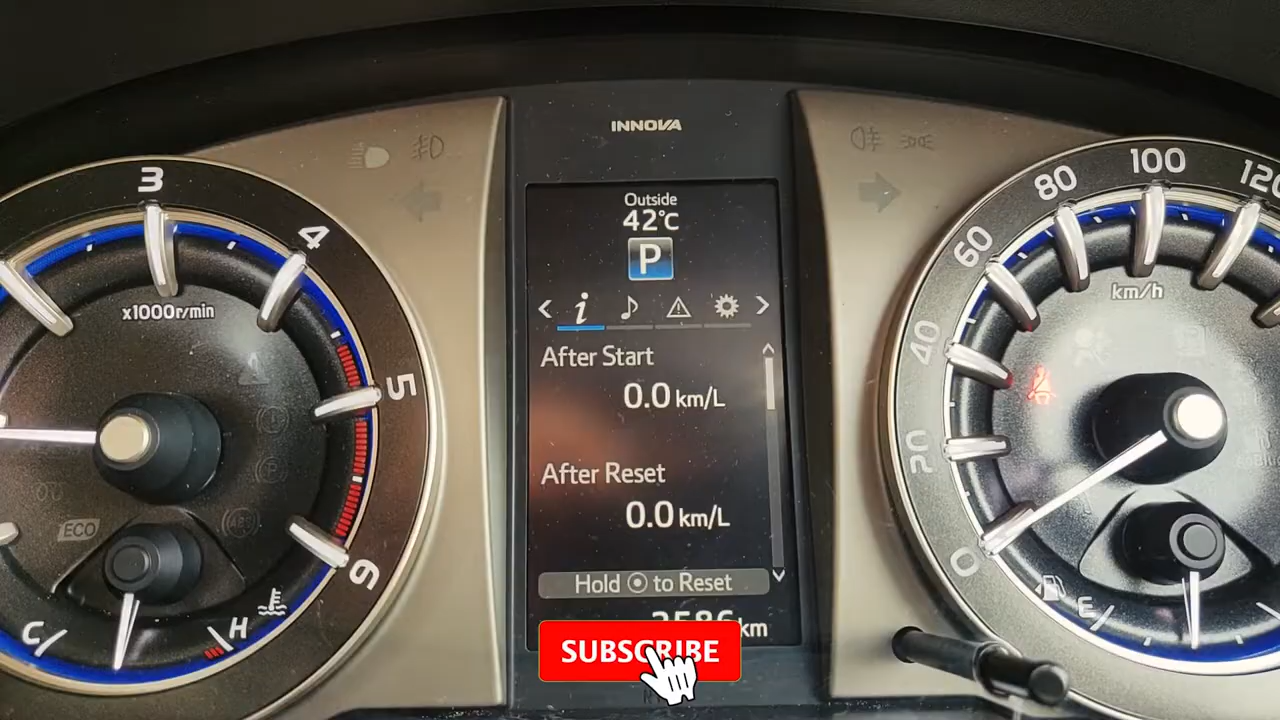 INNOVA
Outside
42°C
P
After Start
0.0 km/L
After Reset
0.0 km/L
Hold ⦿ to Reset
km
SUBSCRIBE
3
4
5
6
x1000r/min
ECO
C
H
0
20
40
60
80
100
120
km/h
E